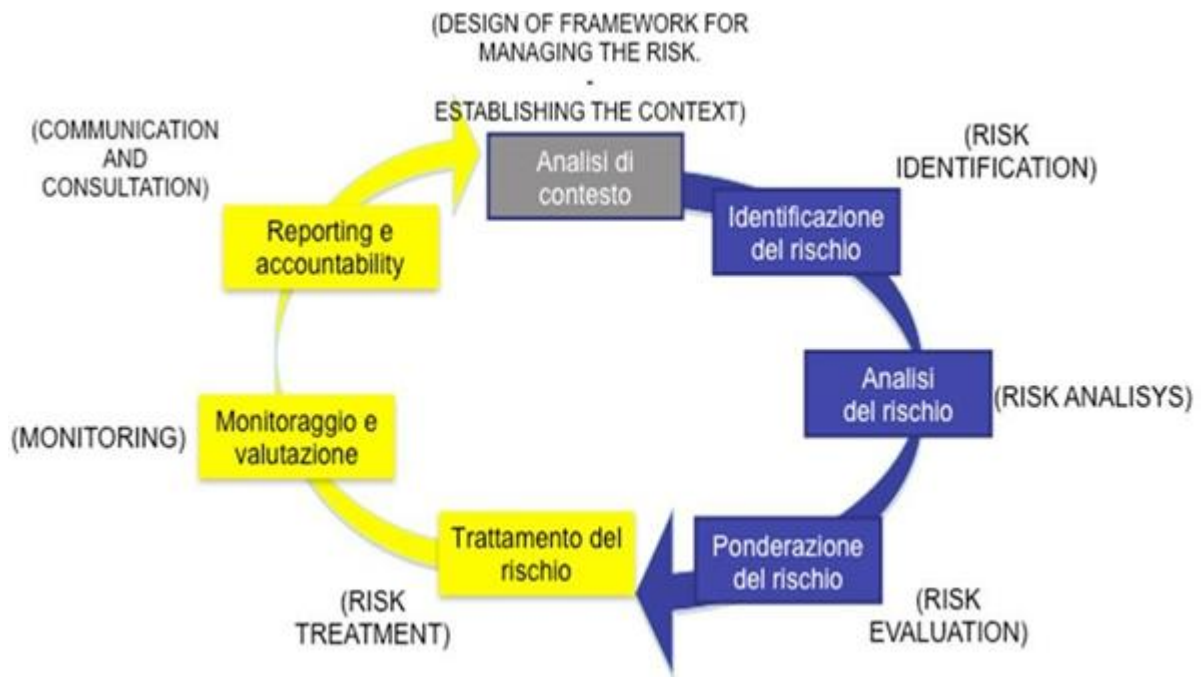 (DESIGN OF FRAMEWORK FOR
MANAGING THE RISK.
-
ESTABLISHING THE CONTEXT)
Analisi di
contesto
(RISK
IDENTIFICATION)
Identificazione
del rischio
Analisi
del rischio
(RISK ANALISYS)
Ponderazione
del rischio
(RISK
EVALUATION)
Trattamento del
rischio
(RISK
TREATMENT)
Monitoraggio e
valutazione
(MONITORING)
Reporting e
accountability
(COMMUNICATION
AND
CONSULTATION)